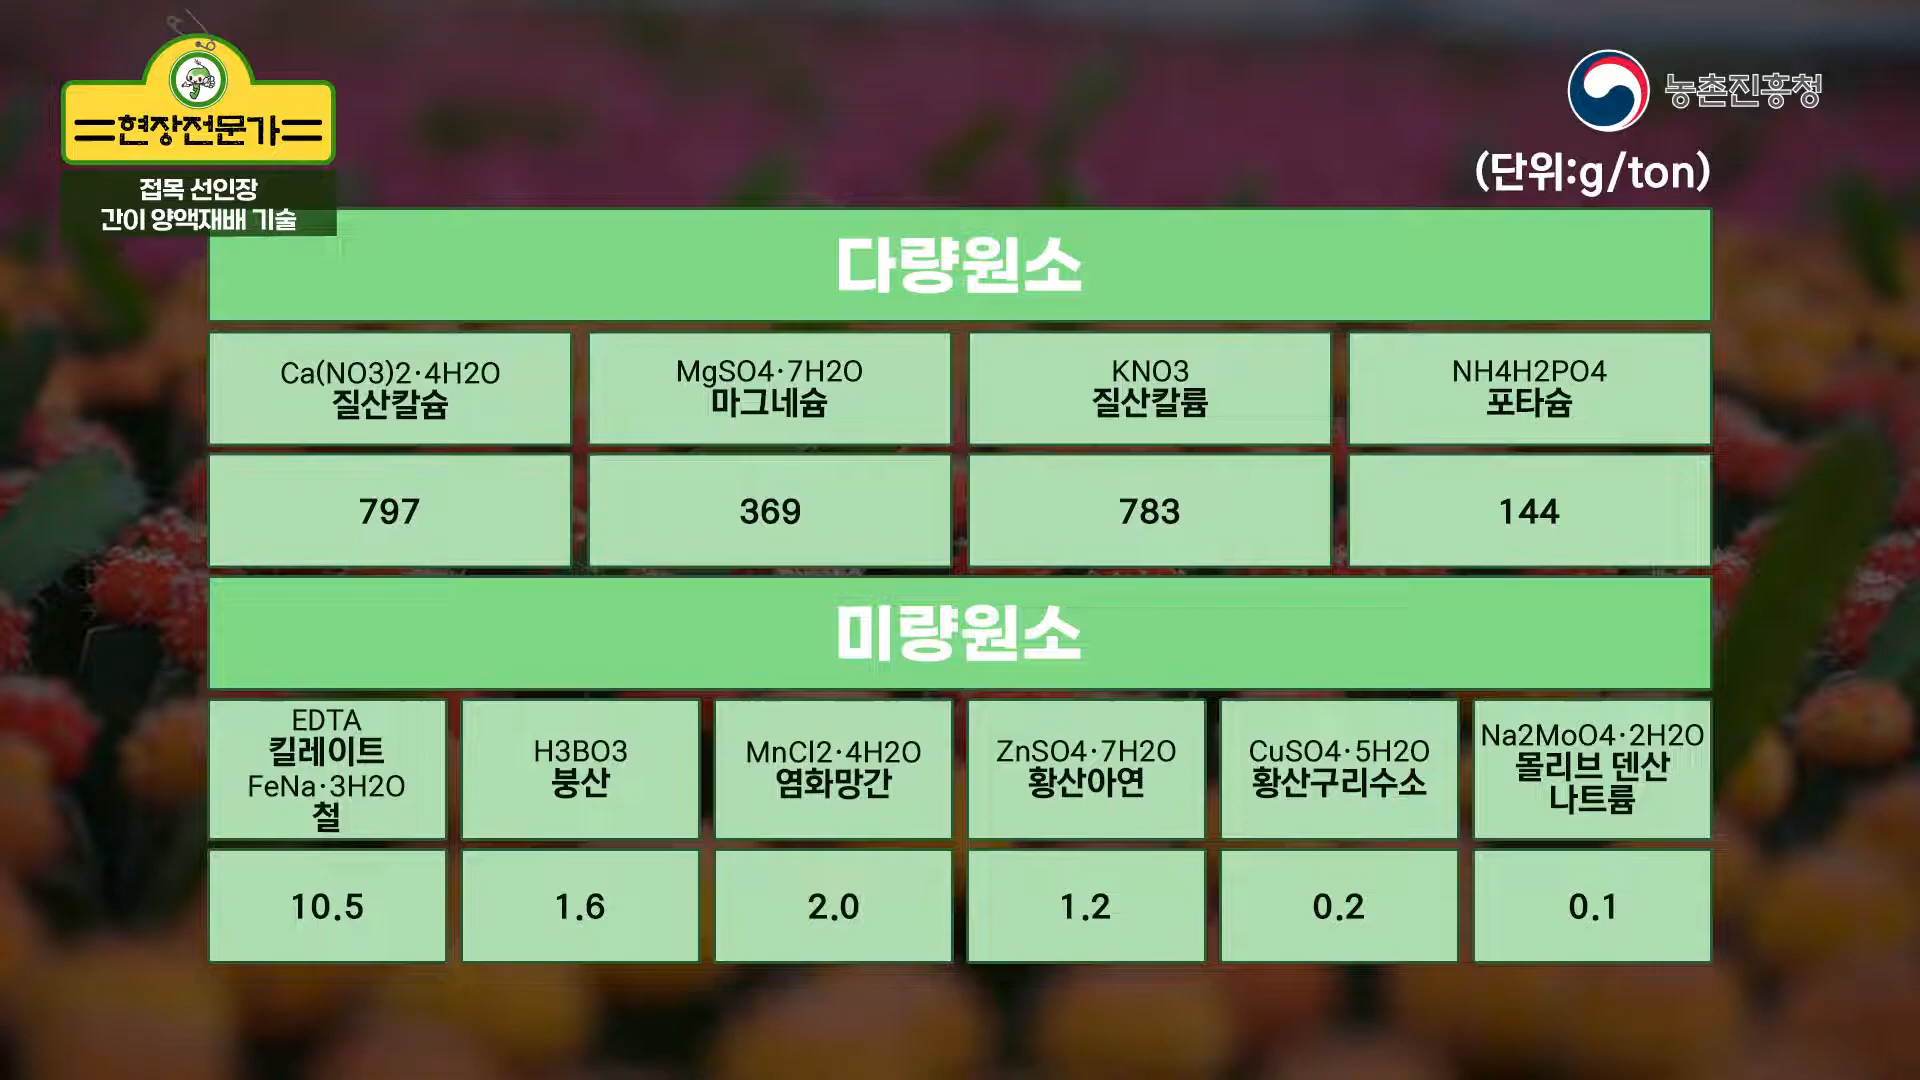 현장전문가
접목 선인장
간이 양액재배 기술
농촌진흥청
(단위:g/ton)
다량원소
Ca(NO3)2·4H2O
질산칼슘
MgSO4·7H2O
마그네슘
KNO3
질산칼륨
NH4H2PO4
포타슘
797
369
783
144
미량원소
EDTA
킬레이트
FeNa·3H2O
철
H3BO3
붕산
MnCl2·4H2O
염화망간
ZnSO4·7H2O
황산아연
CuSO4·5H2O
황산구리수소
Na2MoO4·2H2O
몰리브 덴산
나트륨
10.5
1.6
2.0
1.2
0.2
0.1